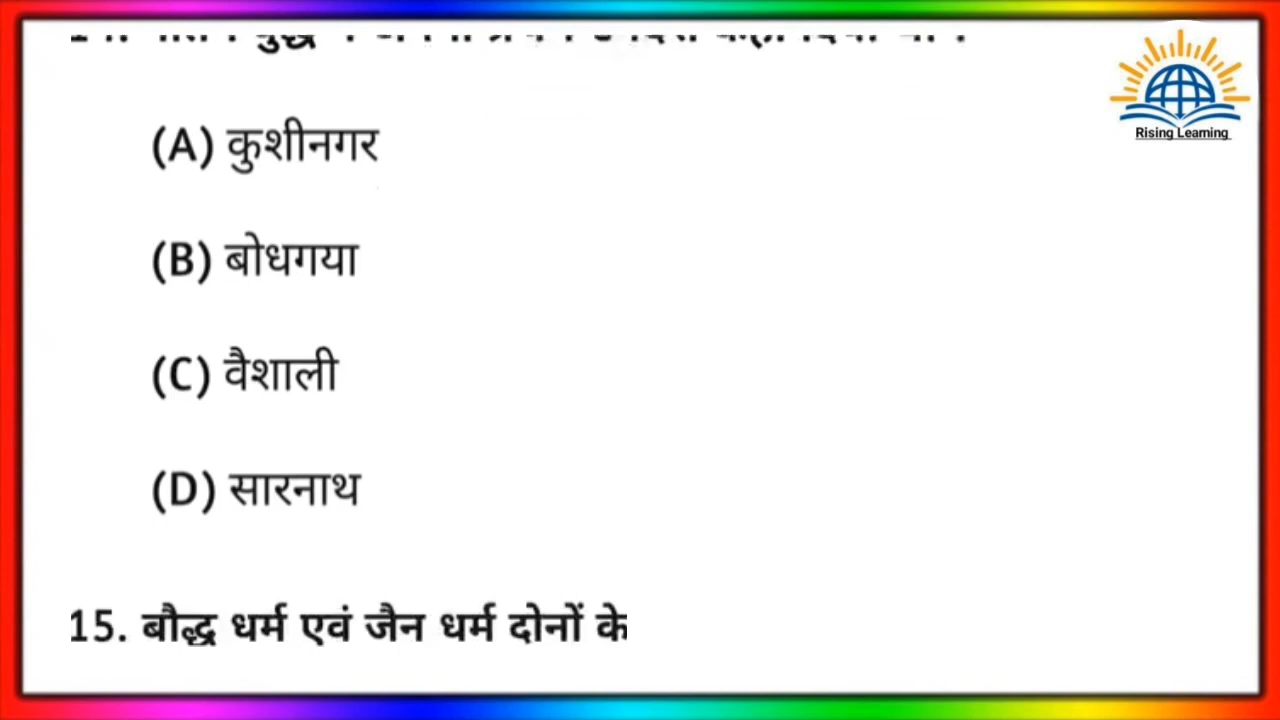 बुद्ध
Rising Learning
(A) कुशीनगर
(B) बोधगया
(C) वैशाली
(D) सारनाथ
15. बौद्ध धर्म एवं जैन धर्म दोनों के